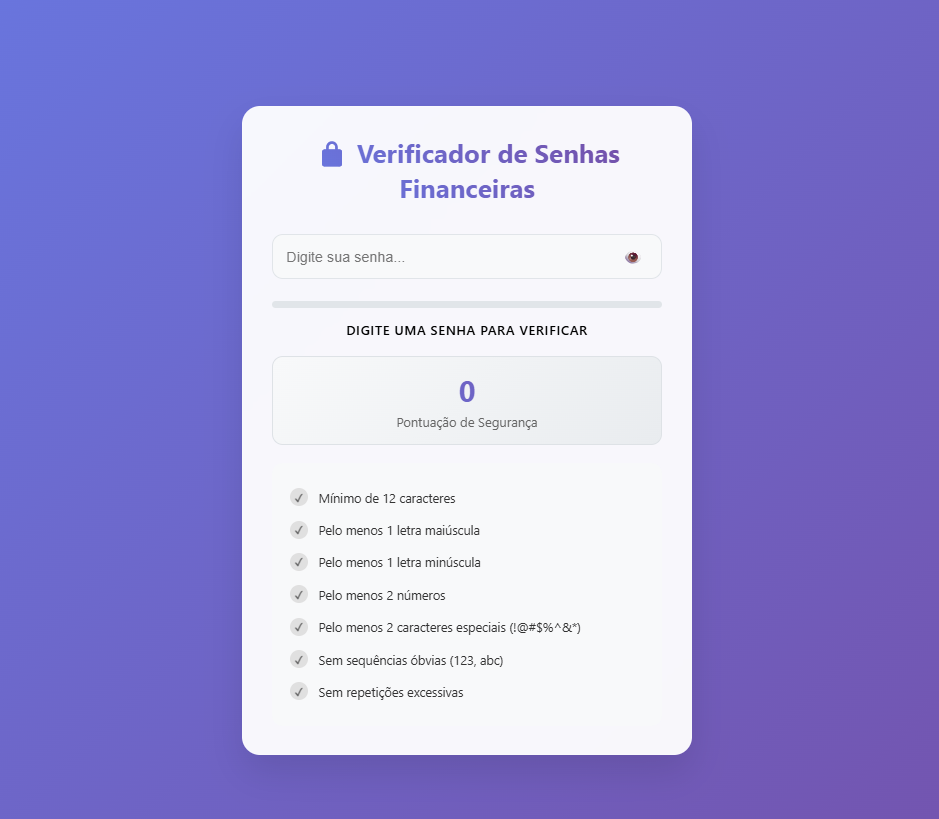 Verificador de Senhas
Financeiras
Digite sua senha...
DIGITE UMA SENHA PARA VERIFICAR
0
Pontuação de Segurança
Mínimo de 12 caracteres
Pelo menos 1 letra maiúscula
Pelo menos 1 letra minúscula
Pelo menos 2 números
Pelo menos 2 caracteres especiais (!@#$%^&*)
Sem sequências óbvias (123, abc)
Sem repetições excessivas